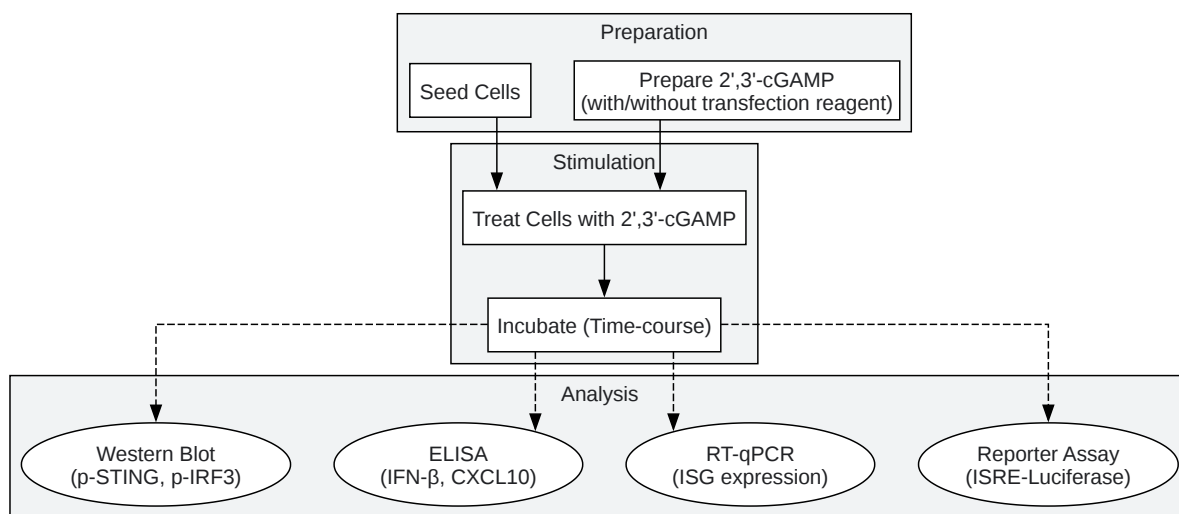 Preparation
Seed Cells
Prepare 2',3'-cGAMP
(with/without transfection reagent)
Stimulation
Treat Cells with 2',3'-cGAMP
Incubate (Time-course)
Analysis
Western Blot
(p-STING, p-IRF3)
ELISA
(IFN-β, CXCL10)
RT-qPCR
(ISG expression)
Reporter Assay
(ISRE-Luciferase)